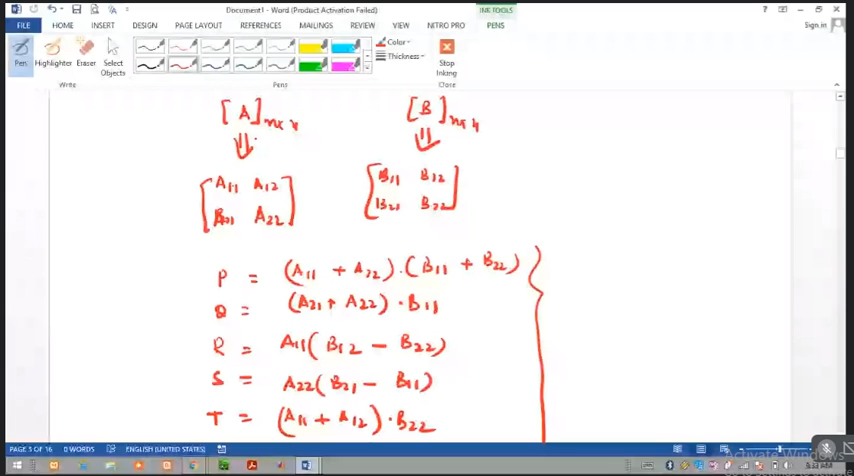 Document1 - Word (Product Activation Failed)
INK TOOLS
Sign in
FILE HOME INSERT DESIGN PAGE LAYOUT REFERENCES MAILINGS REVIEW VIEW NITRO PRO PENS
Pen Highlighter Eraser Select Objects
Color
Thickness
Stop Inking
Write Pens Close
[A]n×n [B]n×n
⇓ ⇓
A11 A12 B11 B12
A22 B21 B22
P = (A11 + A22) · (B11 + B22)
Q = (A21 + A22) · B11
R = A11 (B12 − B22)
S = A22 (B21 − B11)
T = (A11 + A12) · B22
Activate Windows
PAGE 5 OF 16 0 WORDS ENGLISH (UNITED STATES)